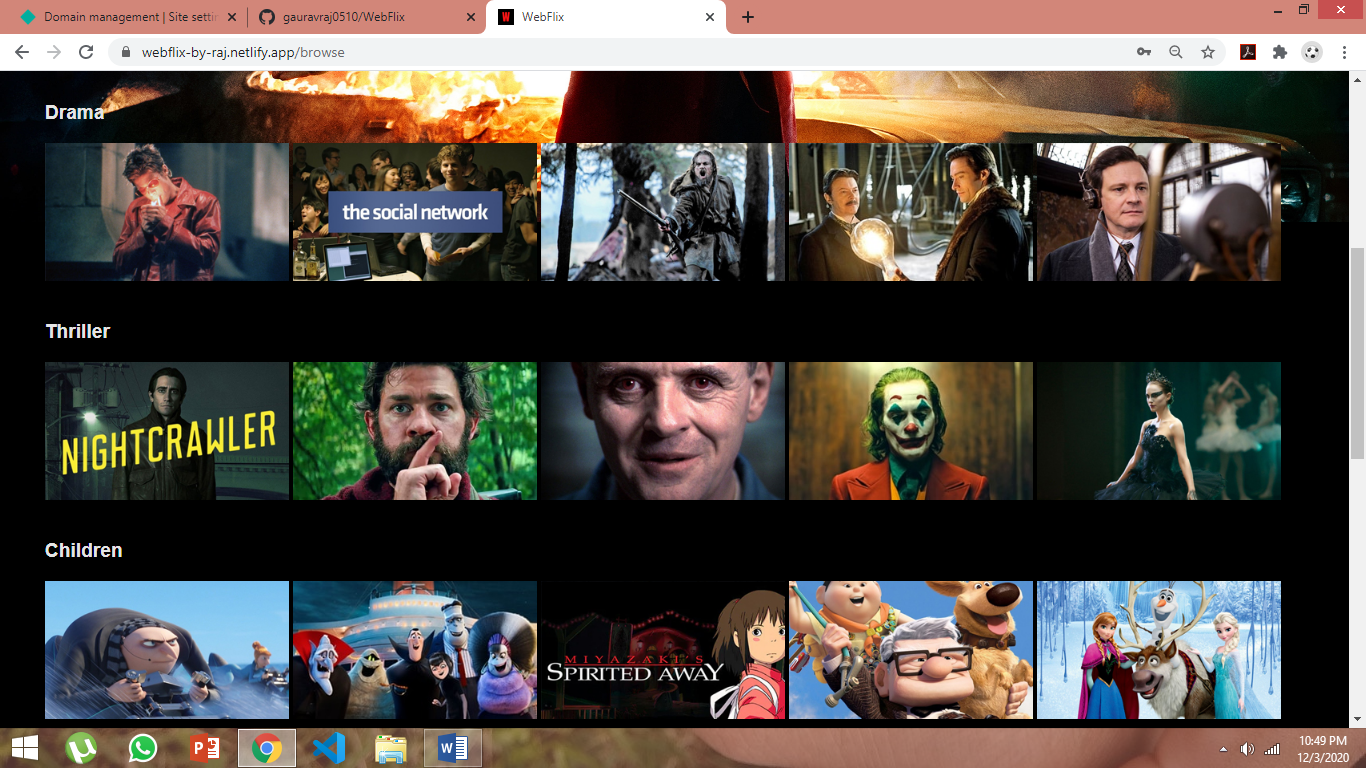 Domain management | Site settin
gauravraj0510/WebFlix
WebFlix
webflix-by-raj.netlify.app/browse
Drama
the social network
Thriller
NIGHTCRAWLER
Children
MIYAZAKI'S
SPIRITED AWAY
10:49 PM
12/3/2020